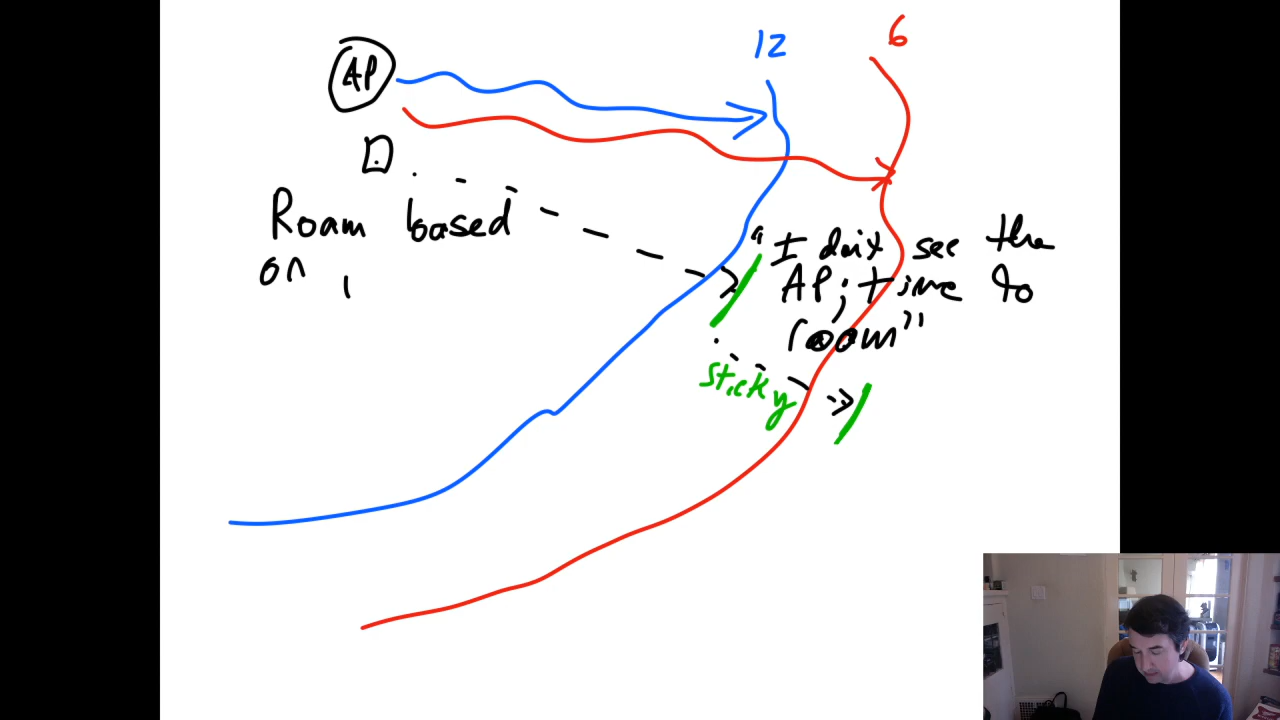 12
6
AP
Roam based
on
"I don't see the
AP; time to
roam"
sticky